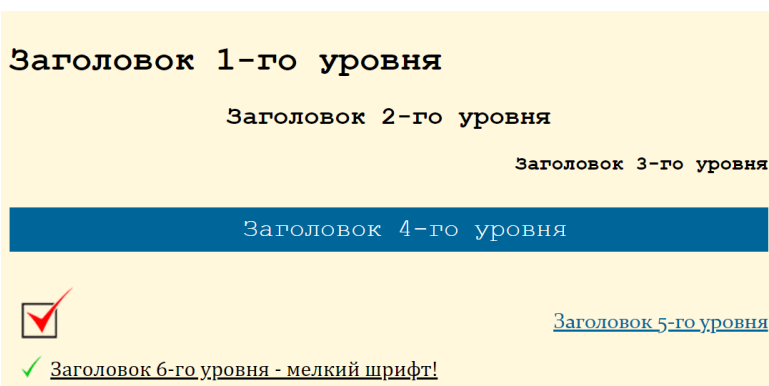 Заголовок 1-го уровня
Заголовок 2-го уровня
Заголовок 3-го уровня
Заголовок 4-го уровня
Заголовок 5-го уровня
Заголовок 6-го уровня - мелкий шрифт!